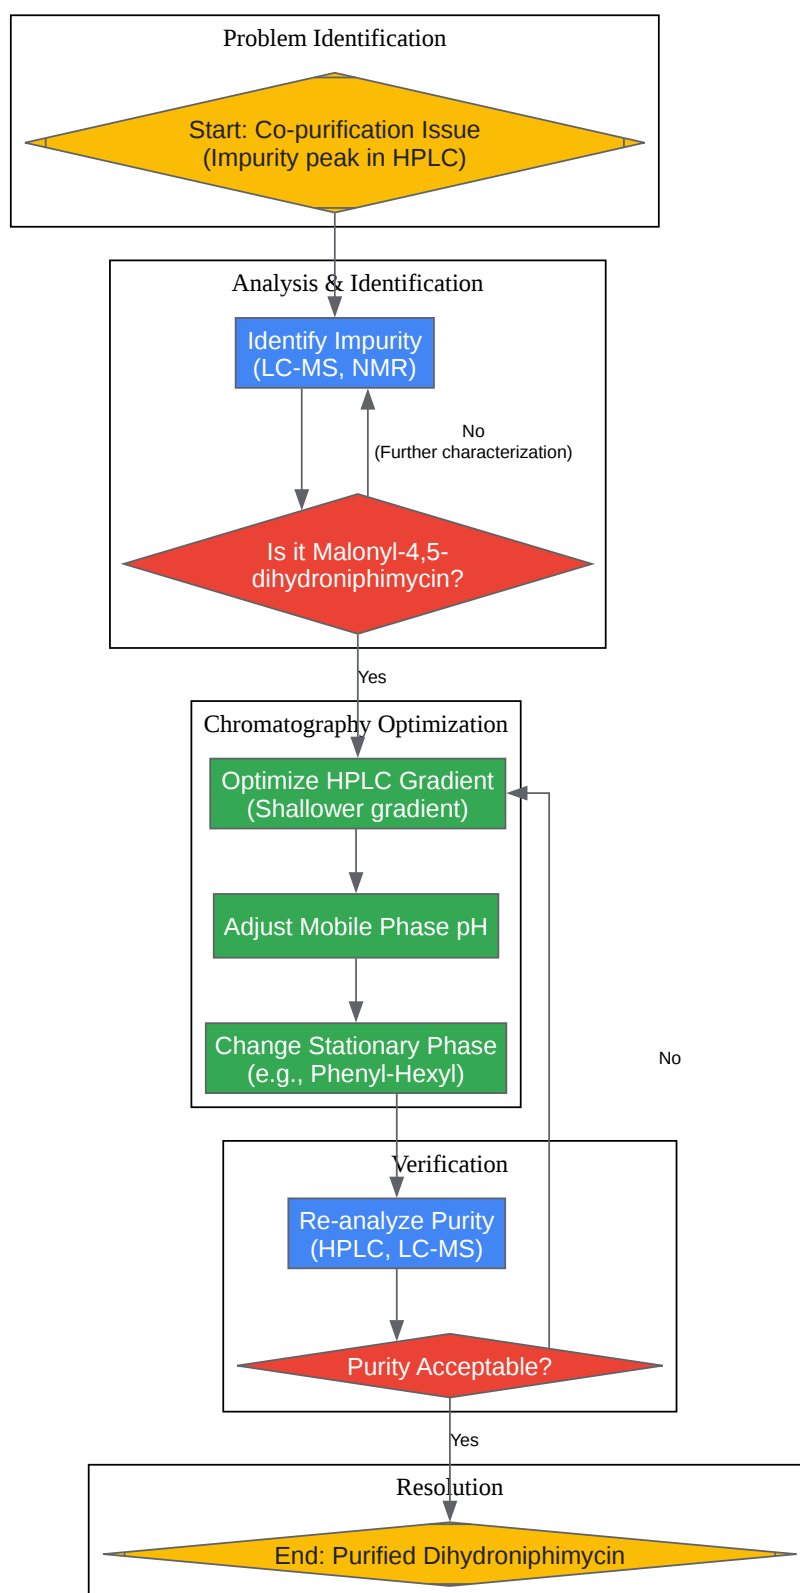 Problem Identification
Start: Co-purification Issue
(Impurity peak in HPLC)
Analysis & Identification
Identify Impurity
(LC-MS, NMR)
No
(Further characterization)
Is it Malonyl-4,5-
dihydroniphimycin?
Yes
Chromatography Optimization
Optimize HPLC Gradient
(Shallower gradient)
Adjust Mobile Phase pH
Change Stationary Phase
(e.g., Phenyl-Hexyl)
No
Verification
Re-analyze Purity
(HPLC, LC-MS)
Purity Acceptable?
Yes
Resolution
End: Purified Dihydroniphimycin